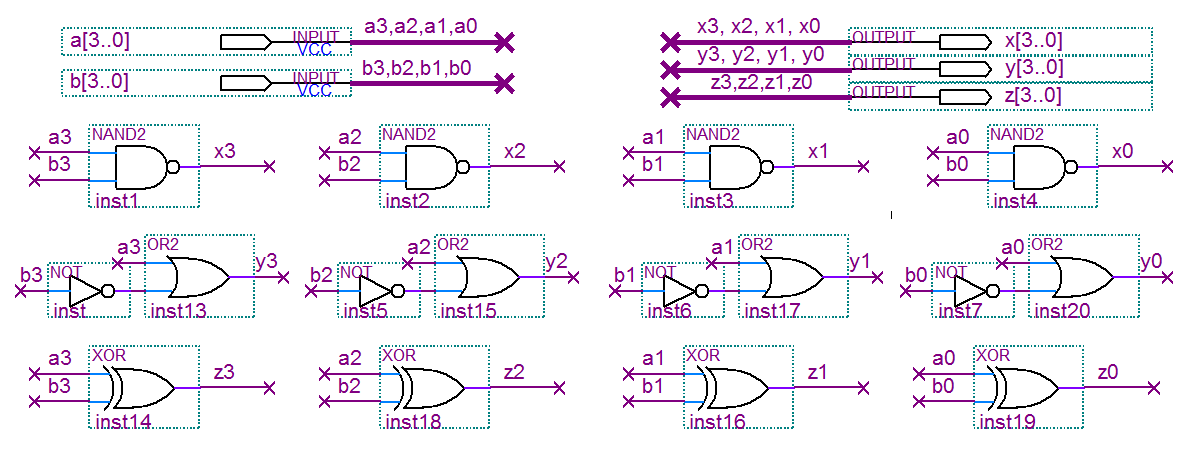 a[3..0] INPUT VCC a3,a2,a1,a0
b[3..0] INPUT VCC b3,b2,b1,b0
x3, x2, x1, x0 OUTPUT x[3..0]
y3, y2, y1, y0 OUTPUT y[3..0]
z3,z2,z1,z0 OUTPUT z[3..0]
NAND2 NAND2 NAND2 NAND2
a3 x3 a2 x2 a1 x1 a0 x0
b3 b2 b1 b0
inst1 inst2 inst3 inst4
a3 OR2 a2 OR2 a1 OR2 a0 OR2
b3 NOT y3 b2 NOT y2 b1 NOT y1 b0 NOT y0
inst inst13 inst5 inst15 inst6 inst17 inst7 inst20
a3 XOR a2 XOR a1 XOR a0 XOR
b3 z3 b2 z2 b1 z1 b0 z0
inst14 inst18 inst16 inst19